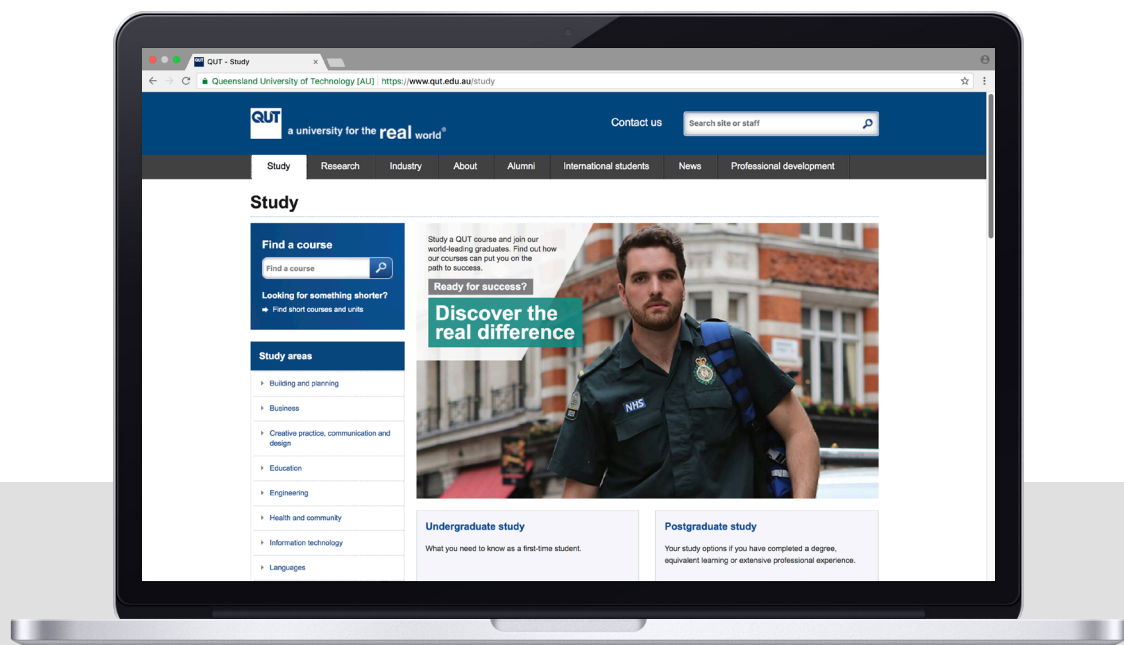 QUT - Study
Queensland University of Technology [AU] https://www.qut.edu.au/study
QUT
a university for the real world®
Contact us
Search site or staff
Study Research Industry About Alumni International students News Professional development
Study
Find a course
Find a course
Looking for something shorter?
Find short courses and units
Study a QUT course and join our
world-leading graduates. Find out how
our courses can put you on the
path to success.
Ready for success?
Discover the
real difference
NHS
Study areas
Building and planning
Business
Creative practice, communication and
design
Education
Engineering
Health and community
Information technology
Languages
Undergraduate study
What you need to know as a first-time student.
Postgraduate study
Your study options if you have completed a degree,
equivalent learning or extensive professional experience.